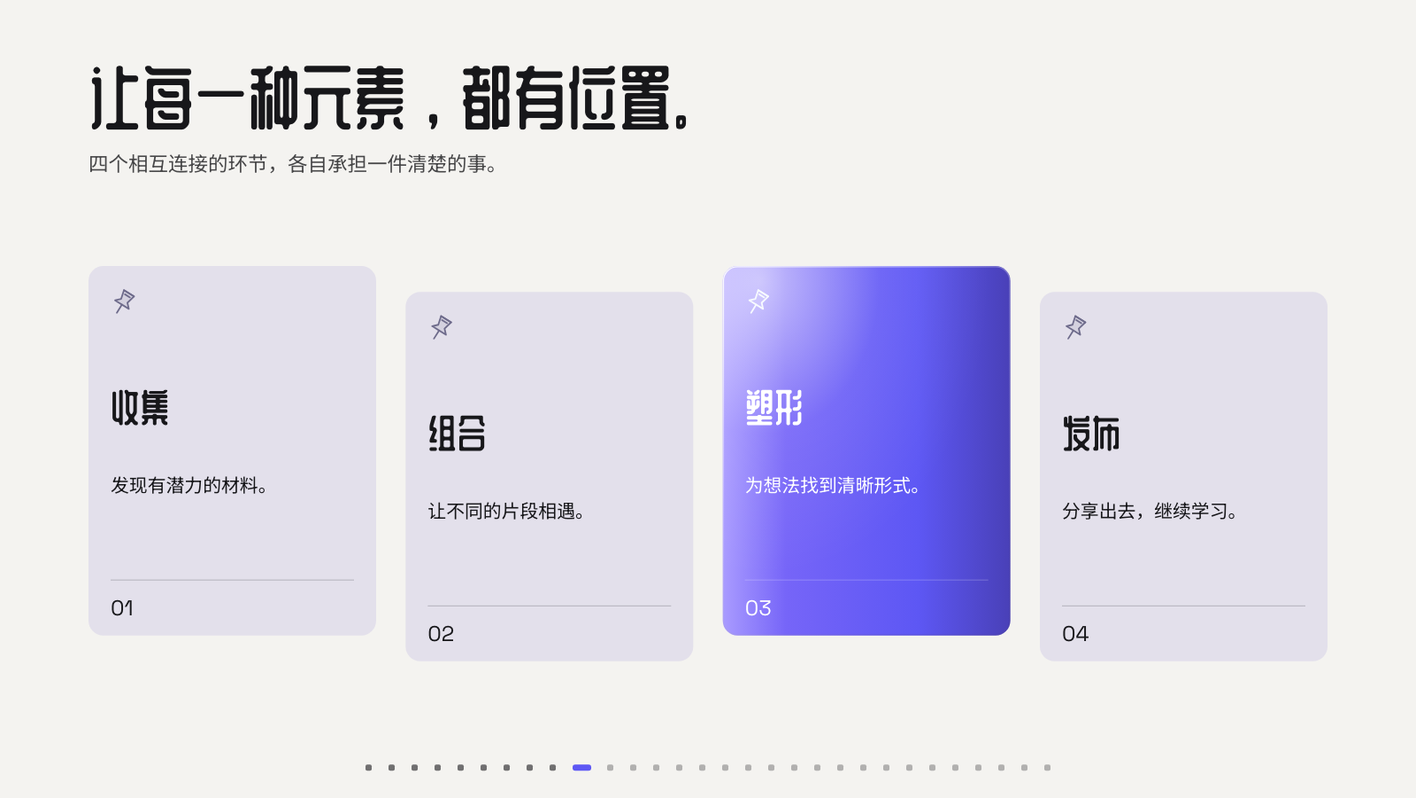 让每一种元素，都有位置。
四个相互连接的环节，各自承担一件清楚的事。
收集
发现有潜力的材料。
01
组合
让不同的片段相遇。
02
塑形
为想法找到清晰形式。
03
发布
分享出去，继续学习。
04